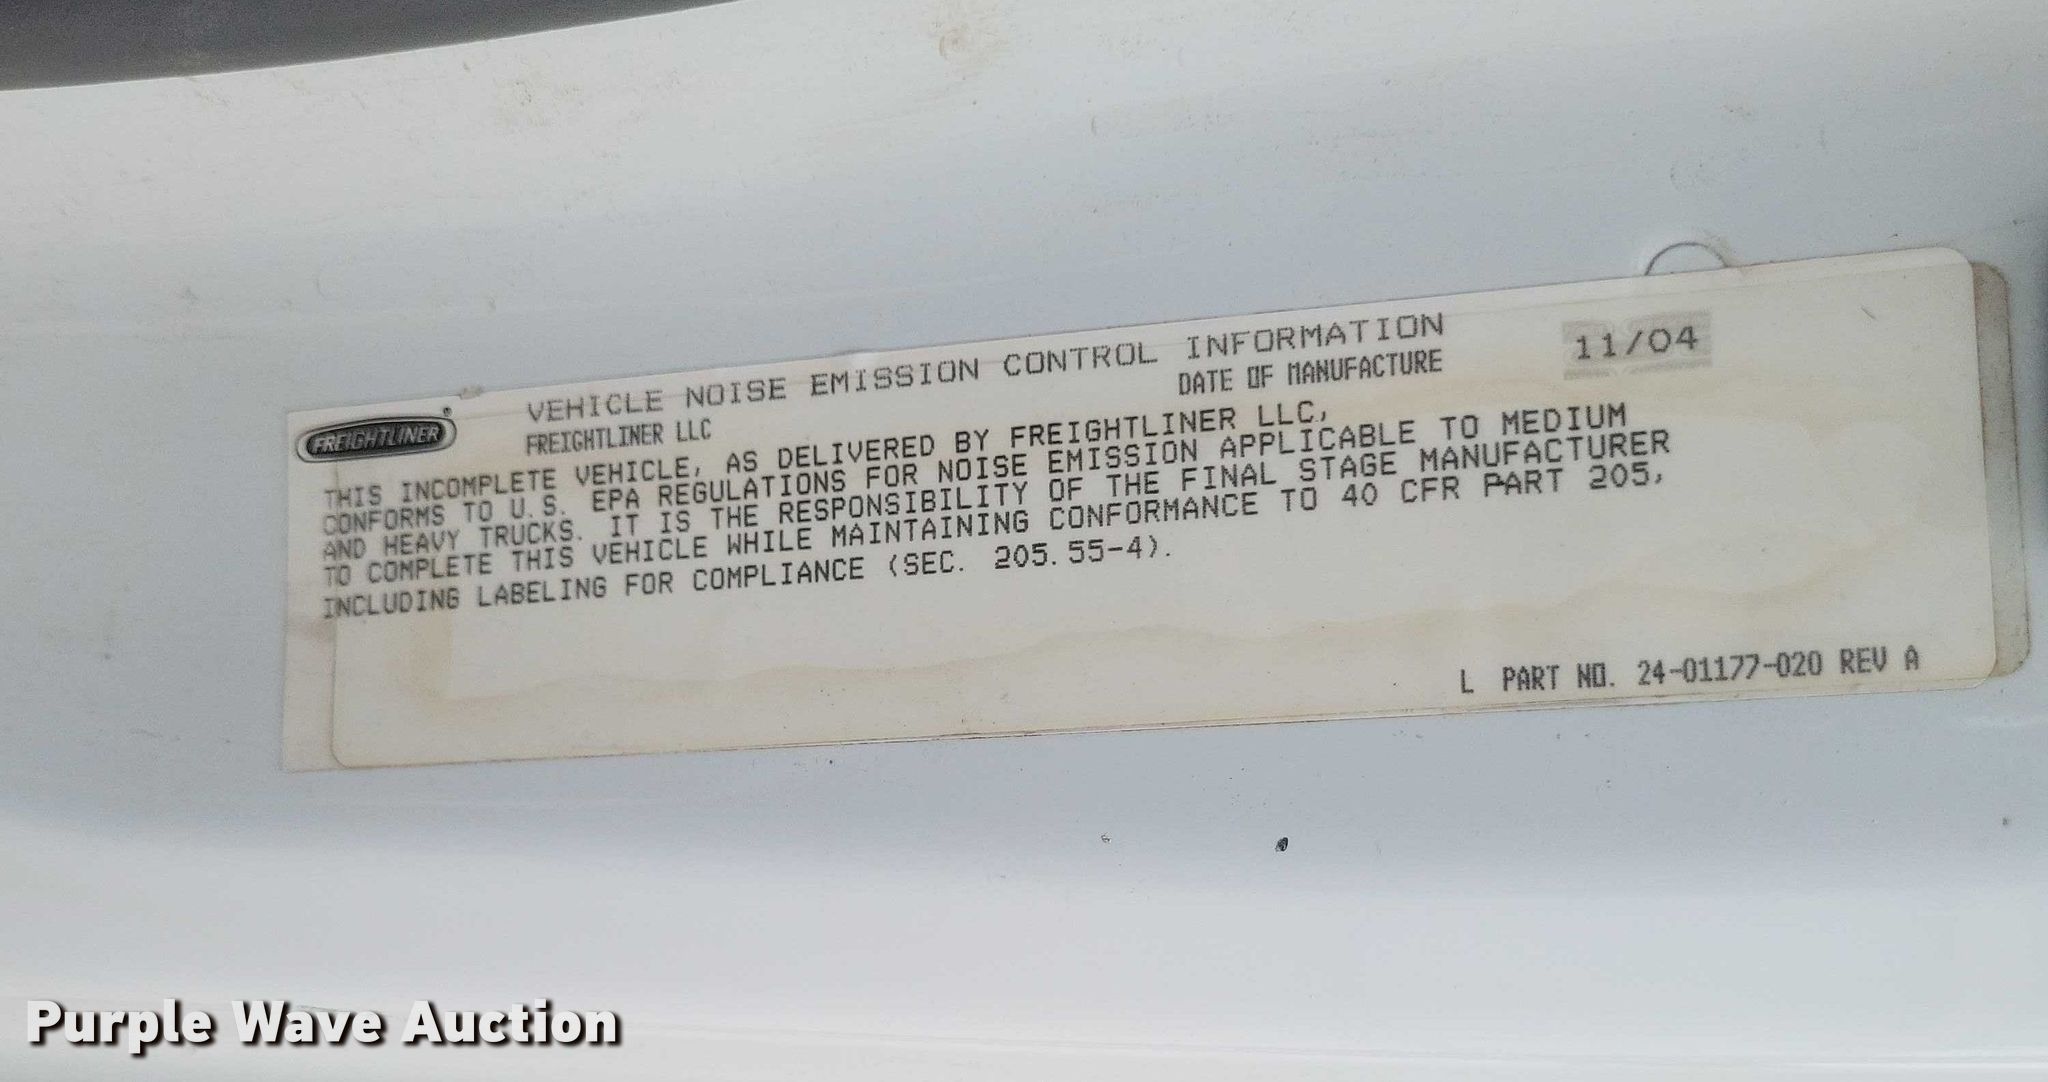 FREIGHTLINER®
VEHICLE NOISE EMISSION CONTROL INFORMATION
FREIGHTLINER LLC
DATE OF MANUFACTURE
11/04
THIS INCOMPLETE VEHICLE, AS DELIVERED BY FREIGHTLINER LLC,
CONFORMS TO U.S. EPA REGULATIONS FOR NOISE EMISSION APPLICABLE TO MEDIUM
AND HEAVY TRUCKS. IT IS THE RESPONSIBILITY OF THE FINAL STAGE MANUFACTURER
TO COMPLETE THIS VEHICLE WHILE MAINTAINING CONFORMANCE TO 40 CFR PART 205,
INCLUDING LABELING FOR COMPLIANCE (SEC. 205.55-4).
L PART NO. 24-01177-020 REV A
Purple Wave Auction